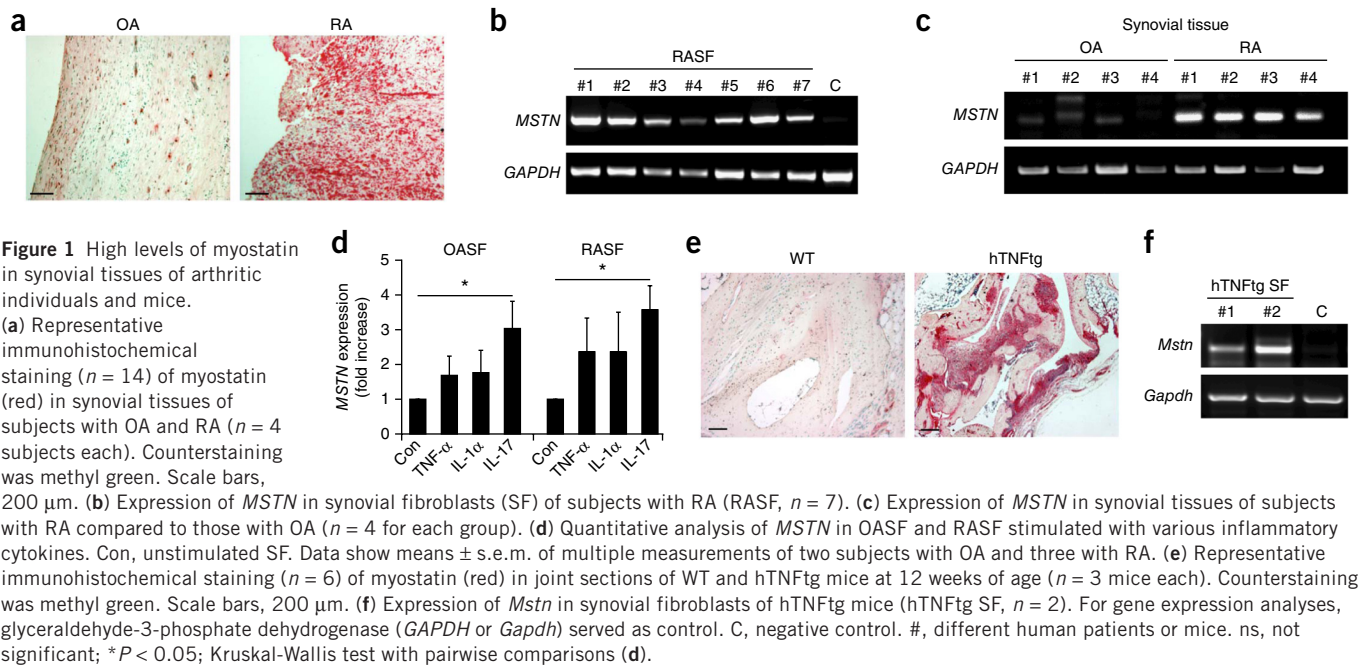 a
OA
RA
b
RASF
#1 #2 #3 #4 #5 #6 #7 C
MSTN
GAPDH
c
Synovial tissue
OA RA
#1 #2 #3 #4 #1 #2 #3 #4
MSTN
GAPDH
Figure 1 High levels of myostatin
in synovial tissues of arthritic
individuals and mice.
(a) Representative
immunohistochemical
staining (n = 14) of myostatin
(red) in synovial tissues of
subjects with OA and RA (n = 4
subjects each). Counterstaining
was methyl green. Scale bars,
d
OASF RASF
MSTN expression
(fold increase)
5
4
3
2
1
0
* *
Con TNF-α IL-1α IL-17 Con TNF-α IL-1α IL-17
e
WT
hTNFtg
f
hTNFtg SF
#1 #2 C
Mstn
Gapdh
200 μm. (b) Expression of MSTN in synovial fibroblasts (SF) of subjects with RA (RASF, n = 7). (c) Expression of MSTN in synovial tissues of subjects
with RA compared to those with OA (n = 4 for each group). (d) Quantitative analysis of MSTN in OASF and RASF stimulated with various inflammatory
cytokines. Con, unstimulated SF. Data show means ± s.e.m. of multiple measurements of two subjects with OA and three with RA. (e) Representative
immunohistochemical staining (n = 6) of myostatin (red) in joint sections of WT and hTNFtg mice at 12 weeks of age (n = 3 mice each). Counterstaining
was methyl green. Scale bars, 200 μm. (f) Expression of Mstn in synovial fibroblasts of hTNFtg mice (hTNFtg SF, n = 2). For gene expression analyses,
glyceraldehyde-3-phosphate dehydrogenase (GAPDH or Gapdh) served as control. C, negative control. #, different human patients or mice. ns, not
significant; *P < 0.05; Kruskal-Wallis test with pairwise comparisons (d).